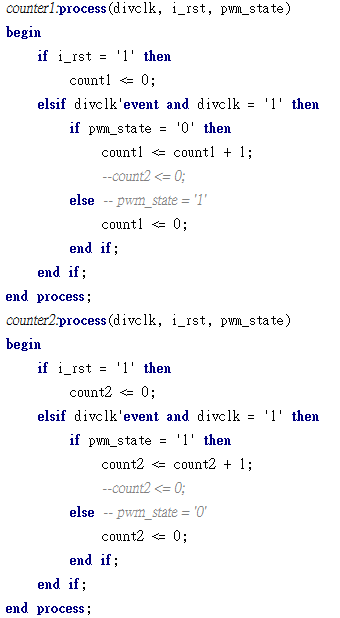 counter1:process(divclk, i_rst, pwm_state)
begin
    if i_rst = '1' then
        count1 <= 0;
    elsif divclk'event and divclk = '1' then
        if pwm_state = '0' then
            count1 <= count1 + 1;
            --count2 <= 0;
        else -- pwm_state = '1'
            count1 <= 0;
        end if;
    end if;
end process;
counter2:process(divclk, i_rst, pwm_state)
begin
    if i_rst = '1' then
        count2 <= 0;
    elsif divclk'event and divclk = '1' then
        if pwm_state = '1' then
            count2 <= count2 + 1;
            --count2 <= 0;
        else -- pwm_state = '0'
            count2 <= 0;
        end if;
    end if;
end process;